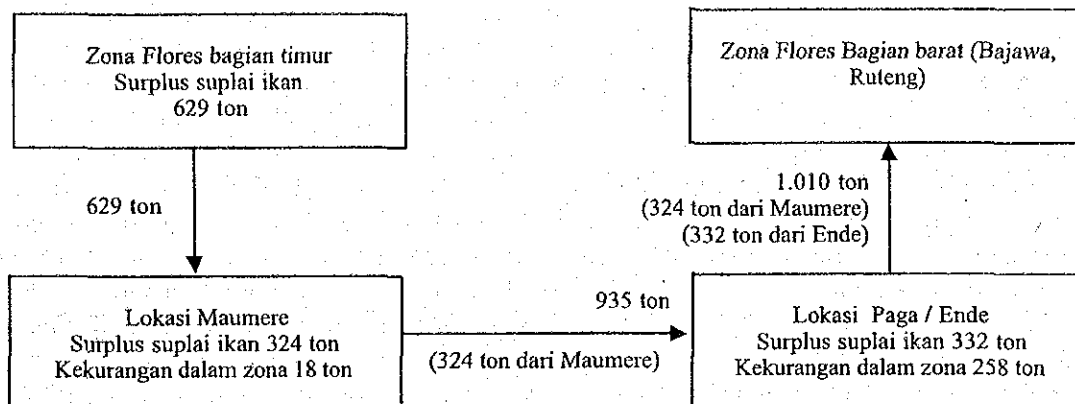 Zona Flores bagian timur
Surplus suplai ikan
629 ton
Zona Flores Bagian barat (Bajawa,
Ruteng)
629 ton
1.010 ton
(324 ton dari Maumere)
(332 ton dari Ende)
Lokasi Maumere
Surplus suplai ikan 324 ton
Kekurangan dalam zona 18 ton
935 ton
(324 ton dari Maumere)
Lokasi Paga / Ende
Surplus suplai ikan 332 ton
Kekurangan dalam zona 258 ton